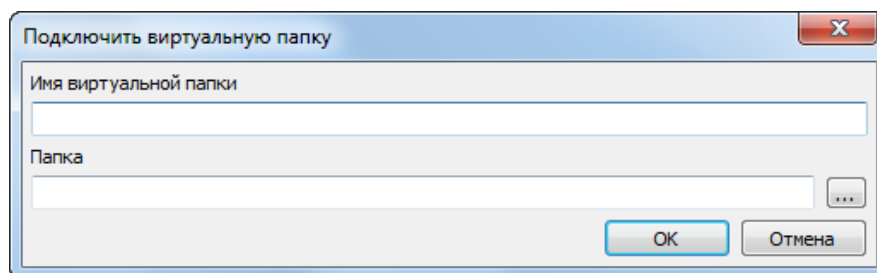 Подключить виртуальную папку
Имя виртуальной папки
Папка
...
OK Отмена